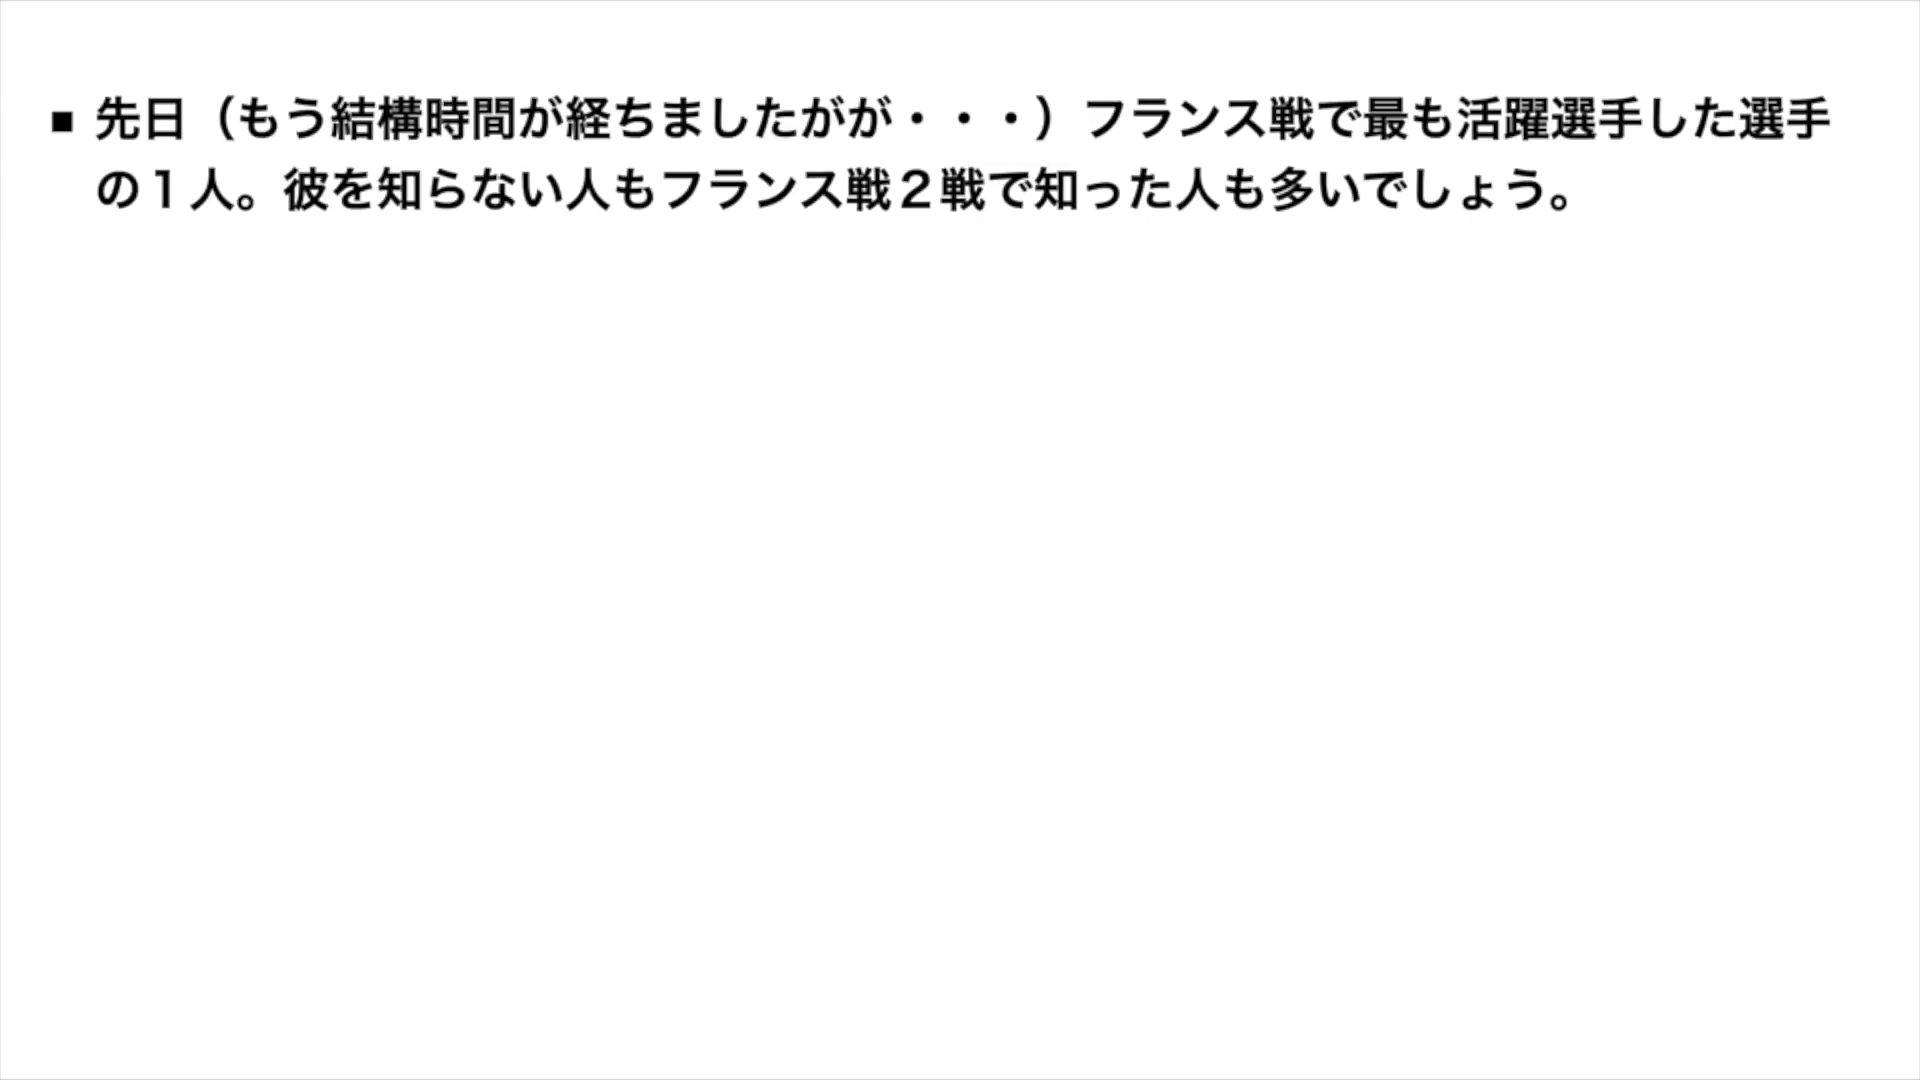 ▪ 先日（もう結構時間が経ちましたがが・・・）フランス戦で最も活躍選手した選手
の１人。彼を知らない人もフランス戦２戦で知った人も多いでしょう。